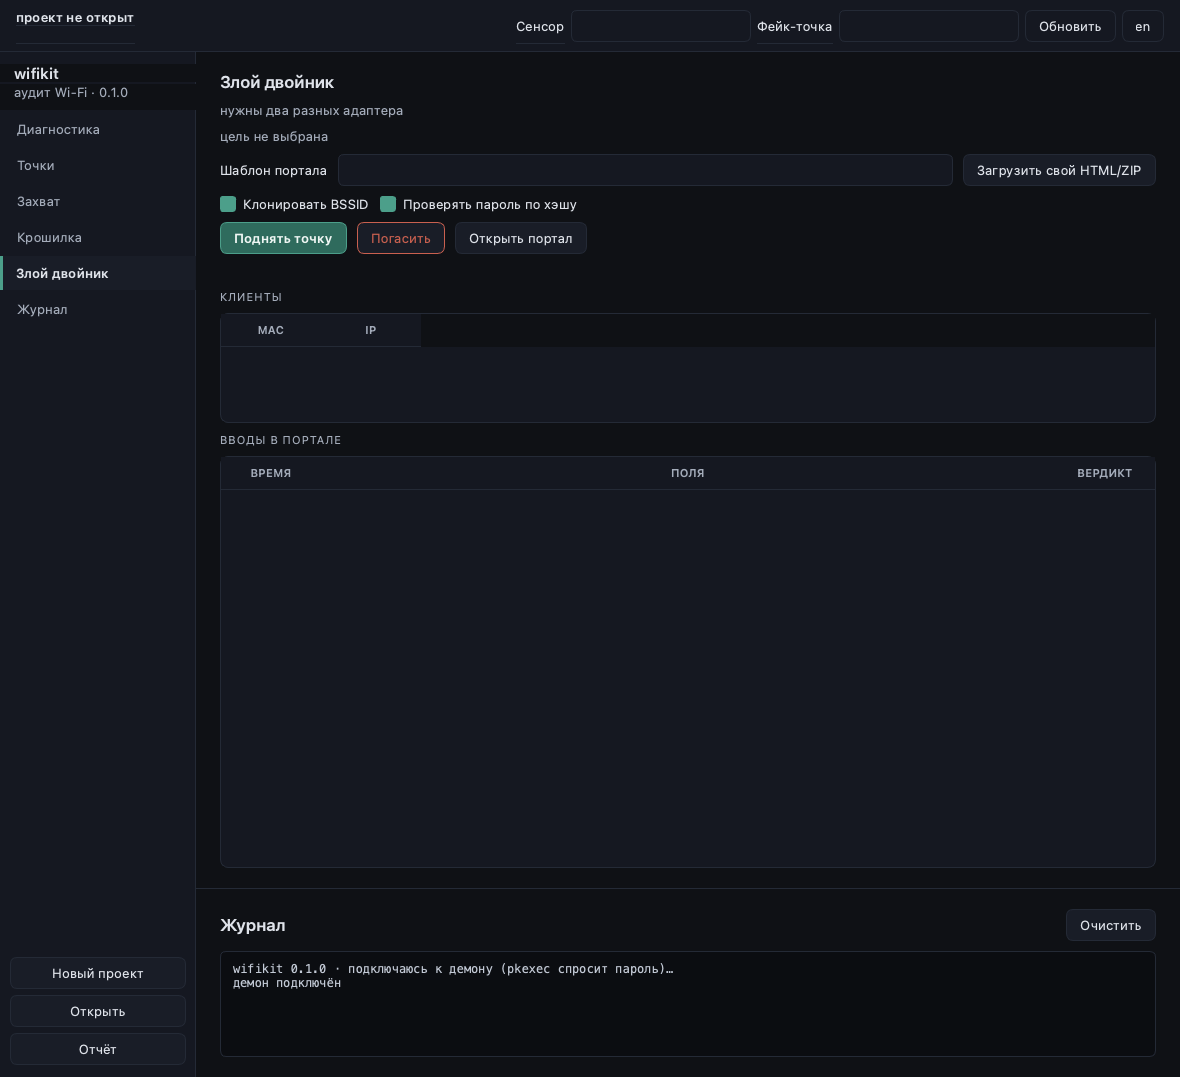 проект не открыт
Сенсор
Фейк-точка
Обновить
en
wifikit
аудит Wi-Fi · 0.1.0
Диагностика
Точки
Захват
Крошилка
Злой двойник
Журнал
Новый проект
Открыть
Отчёт
Злой двойник
нужны два разных адаптера
цель не выбрана
Шаблон портала
Загрузить свой HTML/ZIP
Клонировать BSSID
Проверять пароль по хэшу
Поднять точку
Погасить
Открыть портал
КЛИЕНТЫ
MAC IP
ВВОДЫ В ПОРТАЛЕ
ВРЕМЯ ПОЛЯ ВЕРДИКТ
Журнал
Очистить
wifikit 0.1.0 · подключаюсь к демону (pkexec спросит пароль)…
демон подключён